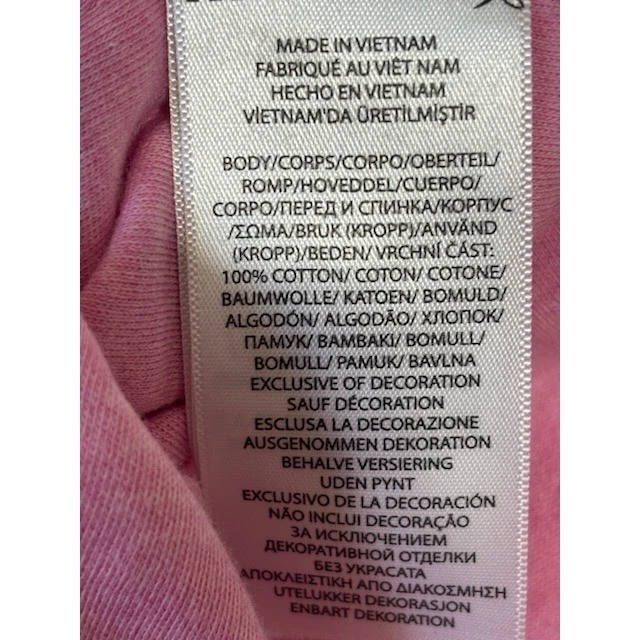 MADE IN VIETNAM
FABRIQUÉ AU VIÊT NAM
HECHO EN VIETNAM
VİETNAM'DA ÜRETİLMİŞTİR
BODY/CORPS/CORPO/OBERTEIL/
ROMP/HOVEDDEL/CUERPO/
CORPO/ПЕРЕД И СПИНКА/КОРПУС
/ΣΩΜΑ/BRUK (KROPP)/ANVÄND
(KROPP)/BEDEN/ VRCHNÍ ČÁST:
100% COTTON/ COTON/ COTONE/
BAUMWOLLE/ KATOEN/ BOMULD/
ALGODÓN/ ALGODÃO/ ХЛОПОК/
ПАМУК/ ΒΑΜΒΑΚΙ/ BOMULL/
BOMULL/ PAMUK/ BAVLNA
EXCLUSIVE OF DECORATION
SAUF DÉCORATION
ESCLUSA LA DECORAZIONE
AUSGENOMMEN DEKORATION
BEHALVE VERSIERING
UDEN PYNT
EXCLUSIVO DE LA DECORACIÓN
NÃO INCLUI DECORAÇÃO
ЗА ИСКЛЮЧЕНИЕМ
ДЕКОРАТИВНОЙ ОТДЕЛКИ
БЕЗ УКРАСАТА
ΑΠΟΚΛΕΙΣΤΙΚΗ ΑΠΟ ΔΙΑΚΟΣΜΗΣΗ
UTELUKKER DEKORASJON
ENBART DEKORATION